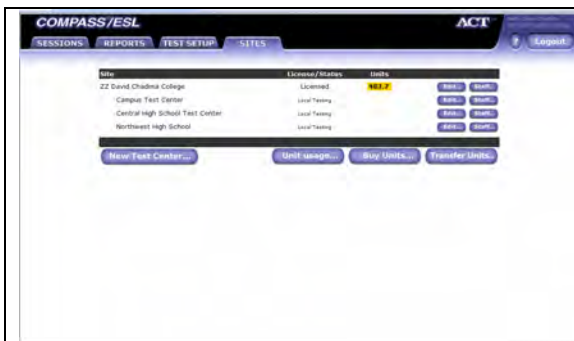 COMPASS/ESL ACT
SESSIONS REPORTS TEST SETUP SITES ? Logout
Site License/Status Units
ZZ David Chadima College Licensed 403.7 Edit... Staff...
Campus Test Center Local Testing Edit... Staff...
Central High School Test Center Local Testing Edit... Staff...
Northwest High School Local Testing Edit... Staff...
New Test Center... Unit usage... Buy Units... Transfer Units...